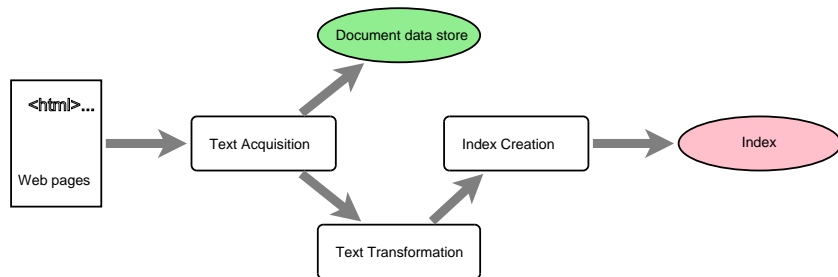 Document data store
<html>...
Web pages
Text Acquisition
Index Creation
Index
Text Transformation